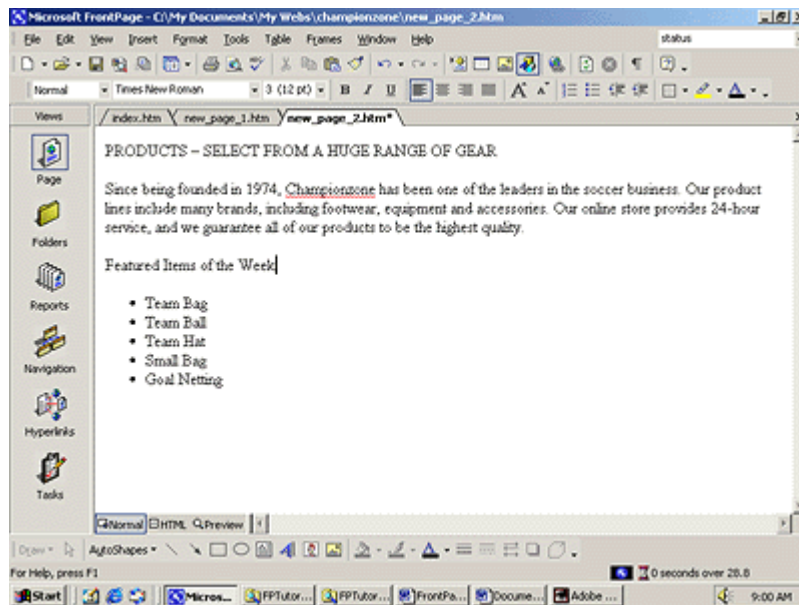 Microsoft FrontPage - C:\My Documents\My Webs\championzone\new_page_2.htm
File Edit View Insert Format Tools Table Frames Window Help status
Normal Times New Roman 3 (12 pt) B I U A A A
Views index.htm new_page_1.htm new_page_2.htm*
PRODUCTS – SELECT FROM A HUGE RANGE OF GEAR
Since being founded in 1974, Championzone has been one of the leaders in the soccer business. Our product
lines include many brands, including footwear, equipment and accessories. Our online store provides 24-hour
service, and we guarantee all of our products to be the highest quality.
Featured Items of the Week
• Team Bag
• Team Ball
• Team Hat
• Small Bag
• Goal Netting
Page
Folders
Reports
Navigation
Hyperlinks
Tasks
Normal HTML Preview
Draw AutoShapes A
For Help, press F1 0 seconds over 28.8
Start Micros... FPTutor... FPTutor... FrontPa... Docume... Adobe ... 9:00 AM